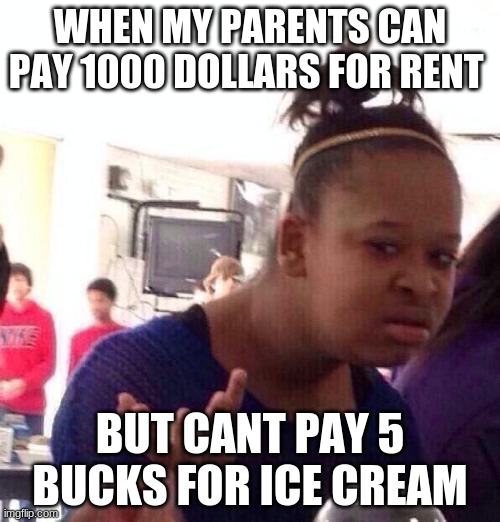 WHEN MY PARENTS CAN
PAY 1000 DOLLARS FOR RENT
NIKE
BUT CANT PAY 5
BUCKS FOR ICE CREAM
imgflip.com